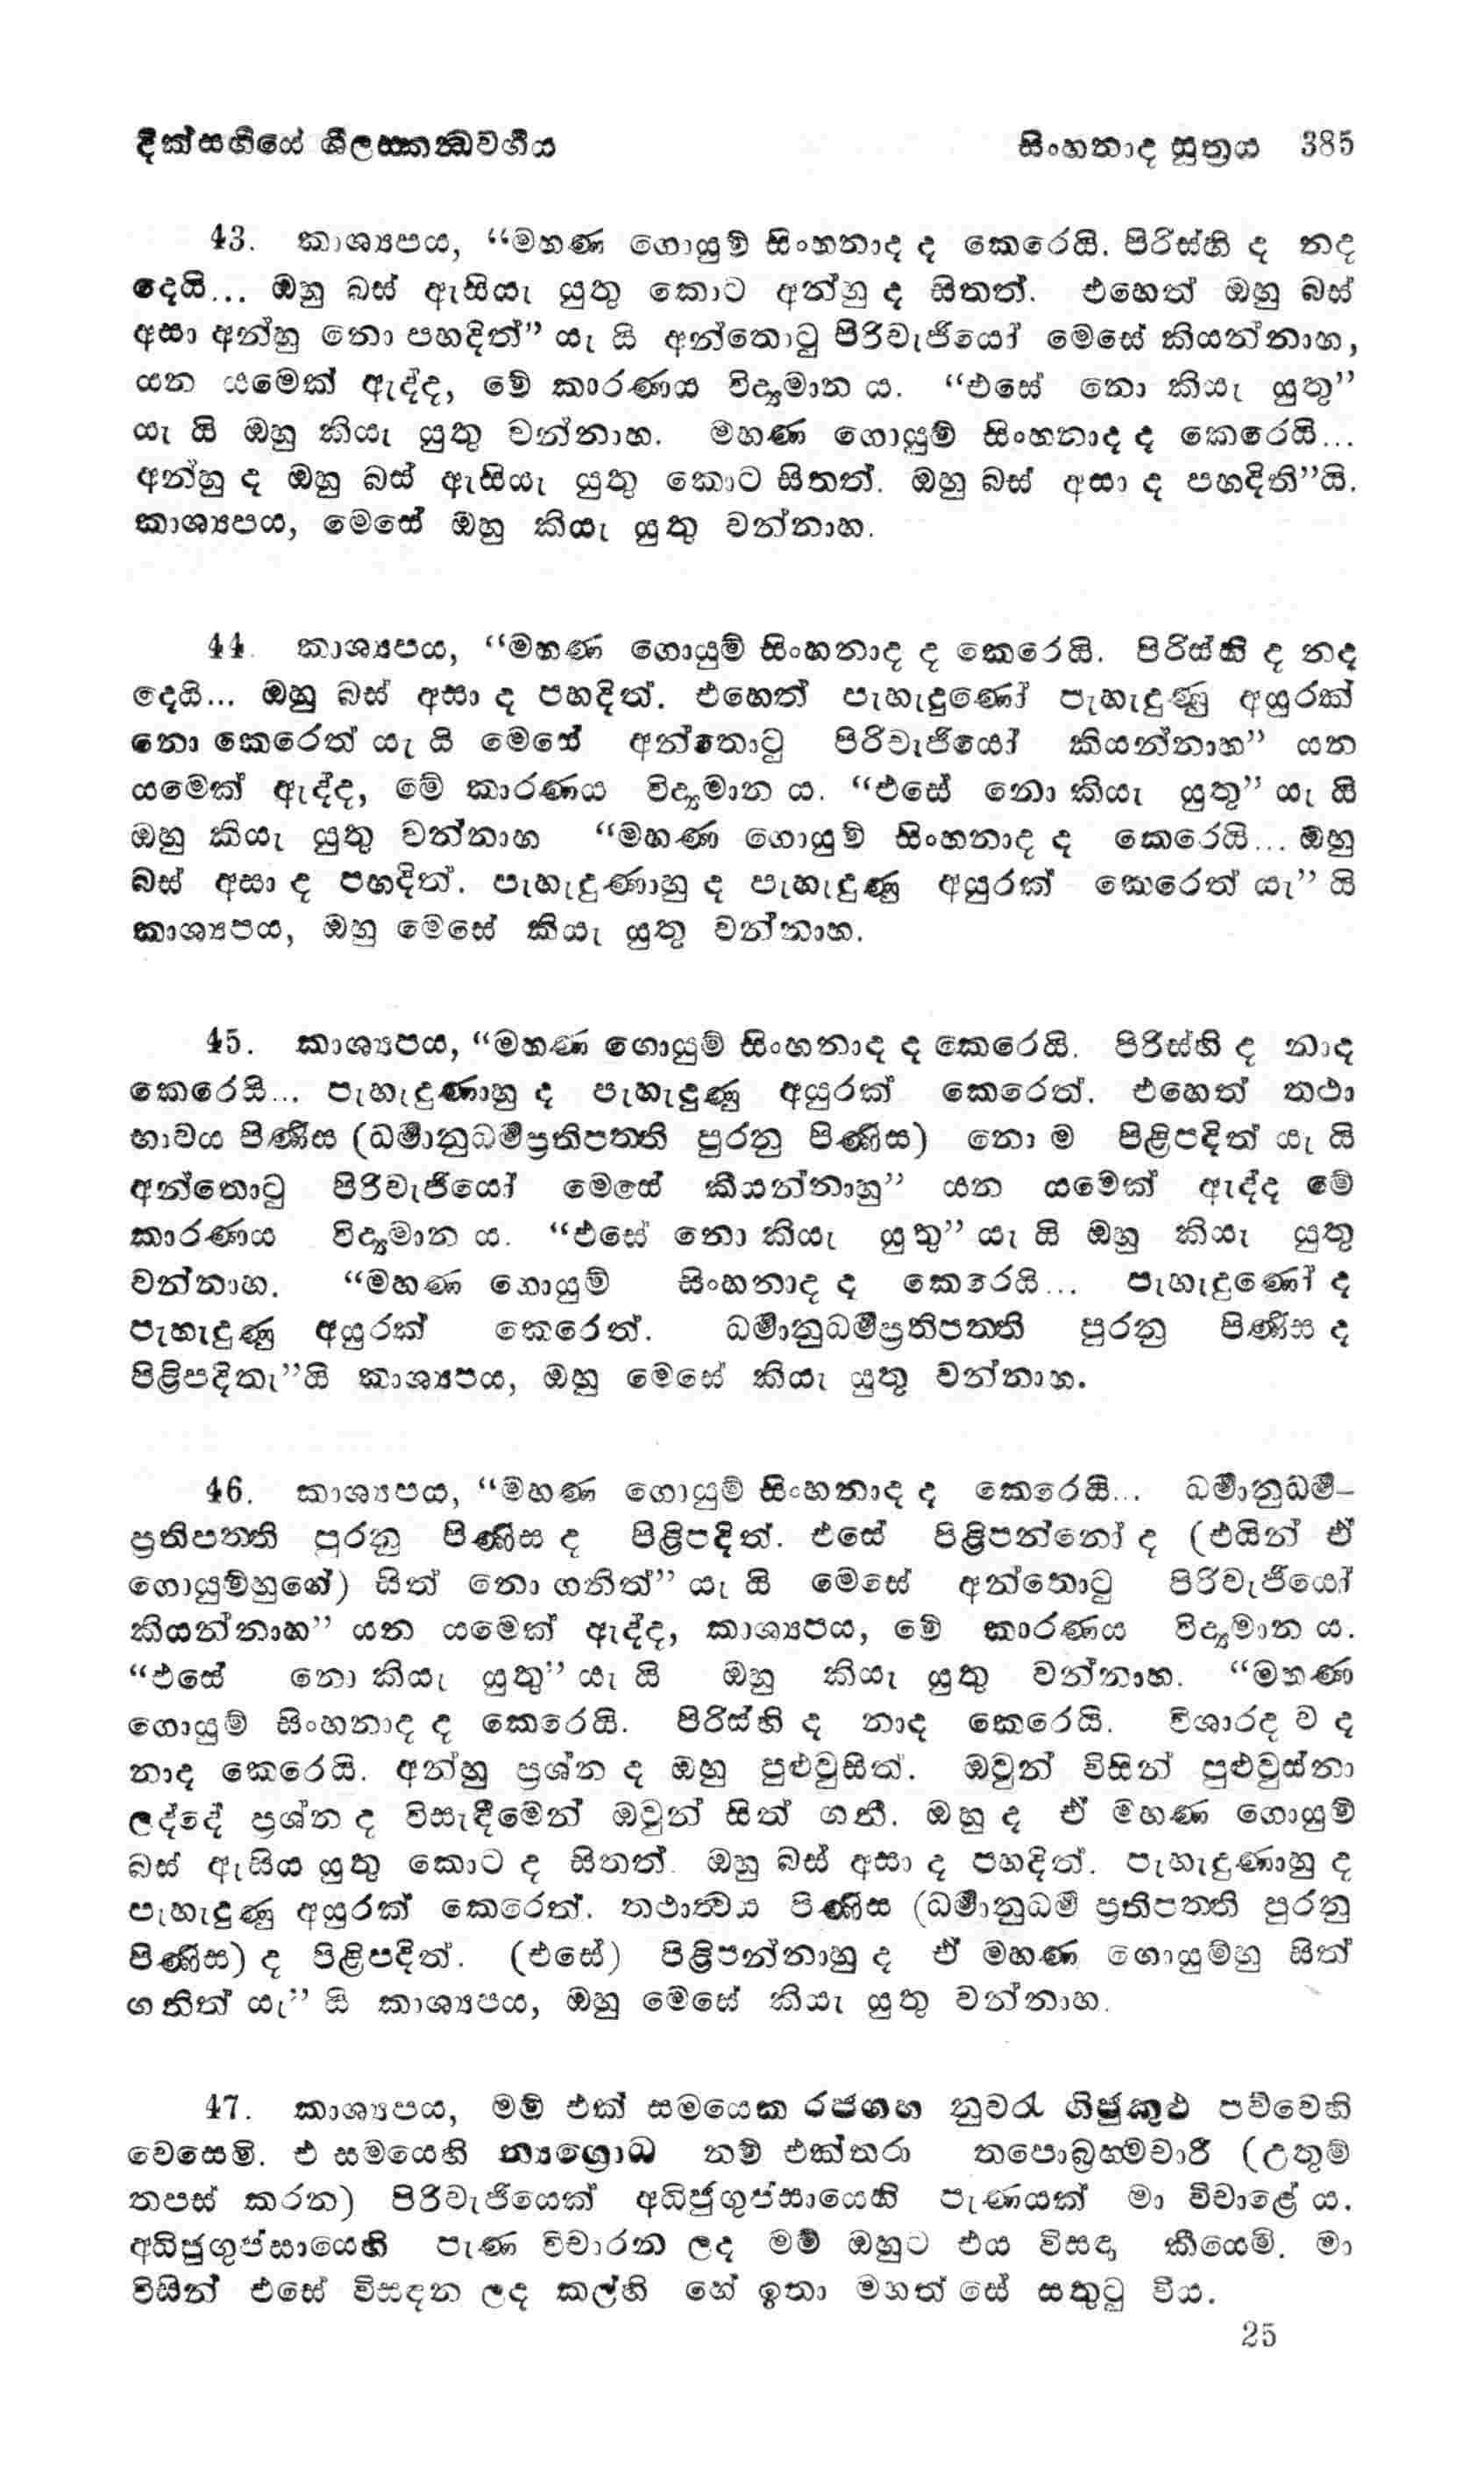 දික්සඟියේ ශීලස්කන්ධවර්ගීය සිංහනාද සූත්‍රය 385
43. කාශ්‍යපය, “මහණ ගොයුම් සිංහනාද ද කෙරෙයි. පිරිස්හි ද නද
දෙයි... ඔහු බස් ඇසියැ යුතු කොට අන්හු ද සිතත්. එහෙත් ඔහු බස්
අසා අන්හු නො පහදිත්” යැ යි අන්තොටු පිරිවැජියෝ මෙසේ කියන්නාහ,
යන යමෙක් ඇද්ද, මේ කාරණය විද්‍යමාන ය. “එසේ නො කියැ යුතු”
යැ යි ඔහු කියැ යුතු වන්නාහ. මහණ ගොයුම් සිංහනාද ද කෙරෙයි...
අන්හු ද ඔහු බස් ඇසියැ යුතු කොට සිතත්. ඔහු බස් අසා ද පහදිති”යි.
කාශ්‍යපය, මෙසේ ඔහු කියැ යුතු වන්නාහ.
44. කාශ්‍යපය, “මහණ ගොයුම් සිංහනාද ද කෙරෙයි. පිරිස්හි ද නද
දෙයි... ඔහු බස් අසා ද පහදිත්. එහෙත් පැහැදුණෝ පැහැදුණු අයුරක්
නො කෙරෙත් යැ යි මෙසේ අන්තොටු පිරිවැජියෝ කියන්නාහ” යන
යමෙක් ඇද්ද, මේ කාරණය විද්‍යමාන ය. “එසේ නො කියැ යුතු” යැ යි
ඔහු කියැ යුතු වන්නාහ “මහණ ගොයුම් සිංහනාද ද කෙරෙයි... ඔහු
බස් අසා ද පහදිත්. පැහැදුණාහු ද පැහැදුණු අයුරක් කෙරෙත් යැ” යි
කාශ්‍යපය, ඔහු මෙසේ කියැ යුතු වන්නාහ.
45. කාශ්‍යපය, “මහණ ගොයුම් සිංහනාද ද කෙරෙයි. පිරිස්හි ද නාද
කෙරෙයි... පැහැදුණාහු ද පැහැදුණු අයුරක් කෙරෙත්. එහෙත් තථා
භාවය පිණිස (ධර්මානුධර්මප්‍රතිපත්ති පුරනු පිණිස) නො ම පිළිපදිත් යැ යි
අන්තොටු පිරිවැජියෝ මෙසේ කියන්නාහු” යන යමෙක් ඇද්ද මේ
කාරණය විද්‍යමාන ය. “එසේ නො කියැ යුතු” යැ යි ඔහු කියැ යුතු
වන්නාහ. “මහණ ගොයුම් සිංහනාද ද කෙරෙයි... පැහැදුණෝ ද
පැහැදුණු අයුරක් කෙරෙත්. ධර්මානුධර්මප්‍රතිපත්ති පුරනු පිණිස ද
පිළිපදිතැ”යි කාශ්‍යපය, ඔහු මෙසේ කියැ යුතු වන්නාහ.
46. කාශ්‍යපය, “මහණ ගොයුම් සිංහනාද ද කෙරෙයි... ධර්මානුධර්ම-
ප්‍රතිපත්ති පුරනු පිණිස ද පිළිපදිත්. එසේ පිළිපන්නෝ ද (එයින් ඒ
ගොයුම්හුගේ) සිත් නො ගනිත්” යැ යි මෙසේ අන්තොටු පිරිවැජියෝ
කියන්නාහ” යන යමෙක් ඇද්ද, කාශ්‍යපය, මේ කාරණය විද්‍යමාන ය.
“එසේ නො කියැ යුතු” යැ යි ඔහු කියැ යුතු වන්නාහ. “මහණ
ගොයුම් සිංහනාද ද කෙරෙයි. පිරිස්හි ද නාද කෙරෙයි. විශාරද ව ද
නාද කෙරෙයි. අන්හු ප්‍රශ්න ද ඔහු පුළුවුසිත්. ඔවුන් විසින් පුළුවුස්නා
ලද්දේ ප්‍රශ්න ද විසැඳීමෙන් ඔවුන් සිත් ගනී. ඔහු ද ඒ මහණ ගොයුම්
බස් ඇසිය යුතු කොට ද සිතත්. ඔහු බස් අසා ද පහදිත්. පැහැදුණාහු ද
පැහැදුණු අයුරක් කෙරෙත්. තථාත්වය පිණිස (ධර්මානුධර්ම ප්‍රතිපත්ති පුරනු
පිණිස) ද පිළිපදිත්. (එසේ) පිළිපන්නාහු ද ඒ මහණ ගොයුම්හු සිත්
ගනිත් යැ” යි කාශ්‍යපය, ඔහු මෙසේ කියැ යුතු වන්නාහ.
47. කාශ්‍යපය, මම් එක් සමයෙක රජගහ නුවරැ ගිජුකුළු පව්වෙහි
වෙසෙමි. එ සමයෙහි න්‍යග්‍රොධ නම් එක්තරා තපොබ්‍රහ්මචාරී (උතුම්
තපස් කරන) පිරිවැජියෙක් අධිජුගුප්සායෙහි පැණයක් මා විචාළේ ය.
අධිජුගුප්සායෙහි පැණ විචාරන ලද මම් ඔහුට එය විසඳා කීයෙමි. මා
විසින් එසේ විසඳන ලද කල්හි හේ ඉතා මහත් සේ සතුටු වීය.
25